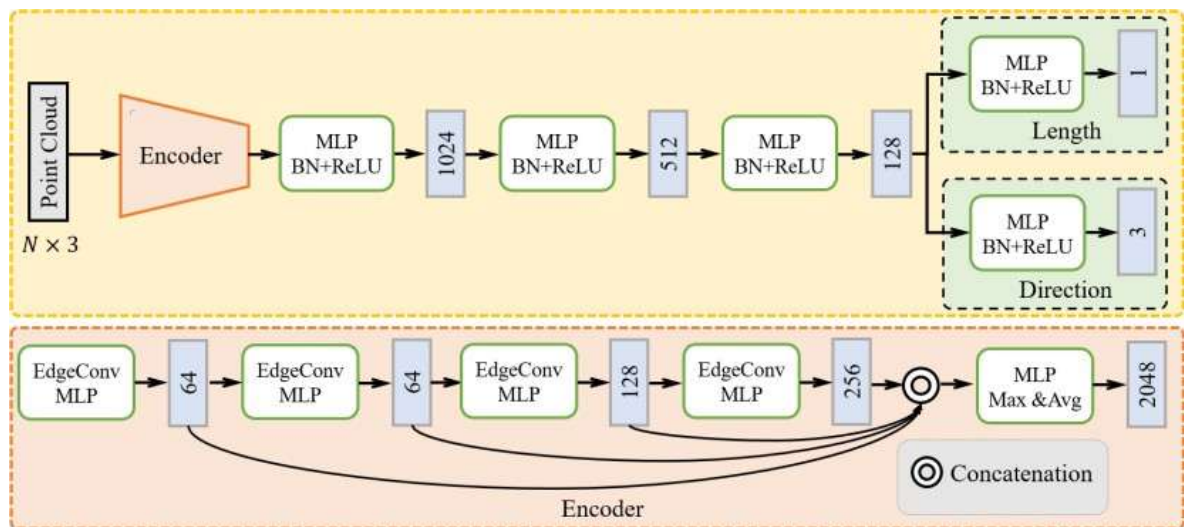 Point Cloud
N × 3
Encoder
MLP
BN+ReLU
1024
MLP
BN+ReLU
512
MLP
BN+ReLU
128
MLP
BN+ReLU
1
Length
MLP
BN+ReLU
3
Direction
EdgeConv
MLP
64
EdgeConv
MLP
64
EdgeConv
MLP
128
EdgeConv
MLP
256
MLP
Max &Avg
2048
Concatenation
Encoder